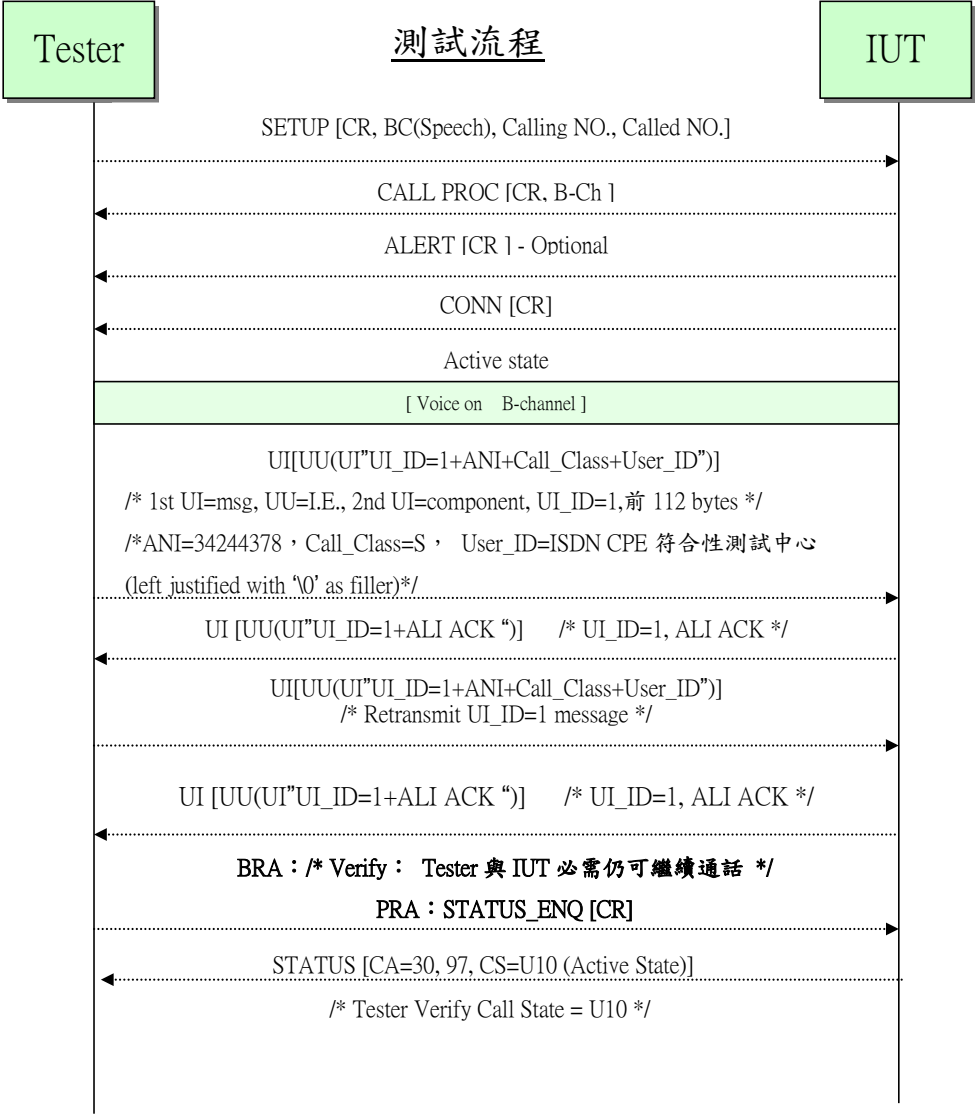 Tester
測試流程
IUT
SETUP [CR, BC(Speech), Calling NO., Called NO.]
CALL PROC [CR, B-Ch ]
ALERT [CR ] - Optional
CONN [CR]
Active state
[ Voice on B-channel ]
UI[UU(UI”UI_ID=1+ANI+Call_Class+User_ID”)]
/* 1st UI=msg, UU=I.E., 2nd UI=component, UI_ID=1,前 112 bytes */
/*ANI=34244378，Call_Class=S， User_ID=ISDN CPE 符合性測試中心
(left justified with ‘\0’ as filler)*/
UI [UU(UI”UI_ID=1+ALI ACK “)] /* UI_ID=1, ALI ACK */
UI[UU(UI”UI_ID=1+ANI+Call_Class+User_ID”)]
/* Retransmit UI_ID=1 message */
UI [UU(UI”UI_ID=1+ALI ACK “)] /* UI_ID=1, ALI ACK */
BRA：/* Verify： Tester 與 IUT 必需仍可繼續通話 */
PRA：STATUS_ENQ [CR]
STATUS [CA=30, 97, CS=U10 (Active State)]
/* Tester Verify Call State = U10 */